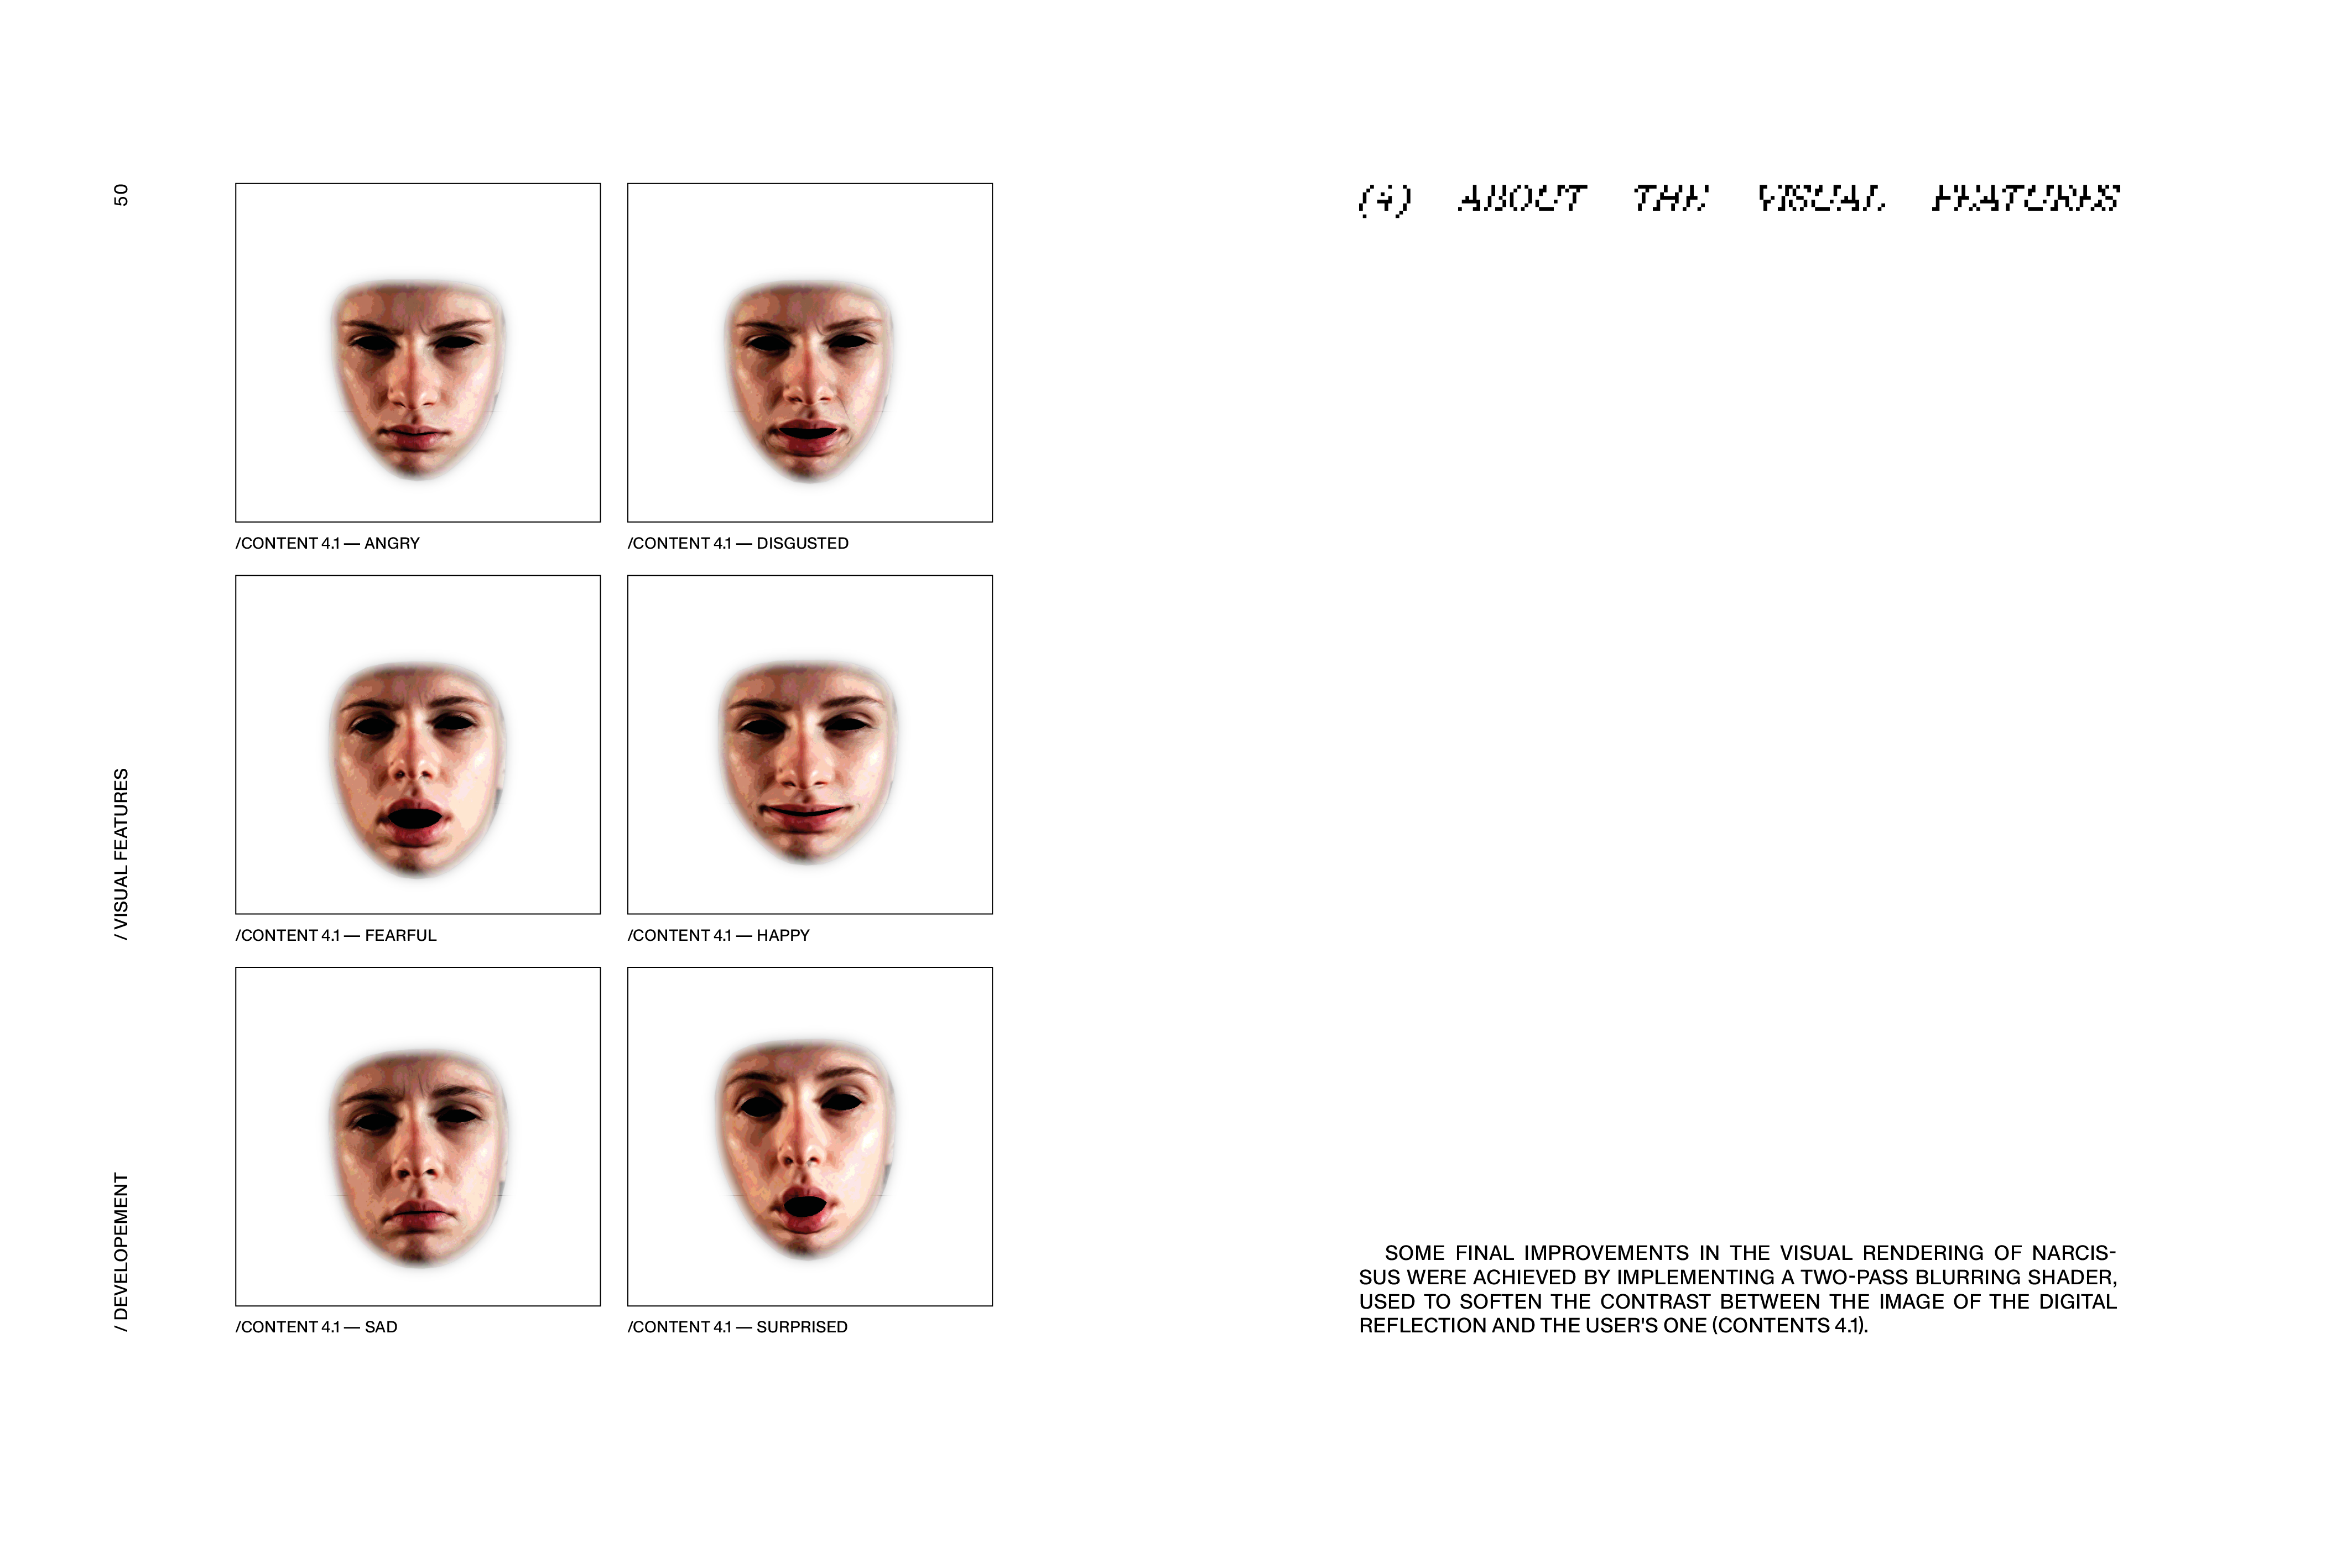 50
/ VISUAL FEATURES
/ DEVELOPEMENT
/CONTENT 4.1 — ANGRY
/CONTENT 4.1 — DISGUSTED
/CONTENT 4.1 — FEARFUL
/CONTENT 4.1 — HAPPY
/CONTENT 4.1 — SAD
/CONTENT 4.1 — SURPRISED
(4) ABOUT THE VISUAL FEATURES
SOME FINAL IMPROVEMENTS IN THE VISUAL RENDERING OF NARCIS-
SUS WERE ACHIEVED BY IMPLEMENTING A TWO-PASS BLURRING SHADER,
USED TO SOFTEN THE CONTRAST BETWEEN THE IMAGE OF THE DIGITAL
REFLECTION AND THE USER'S ONE (CONTENTS 4.1).